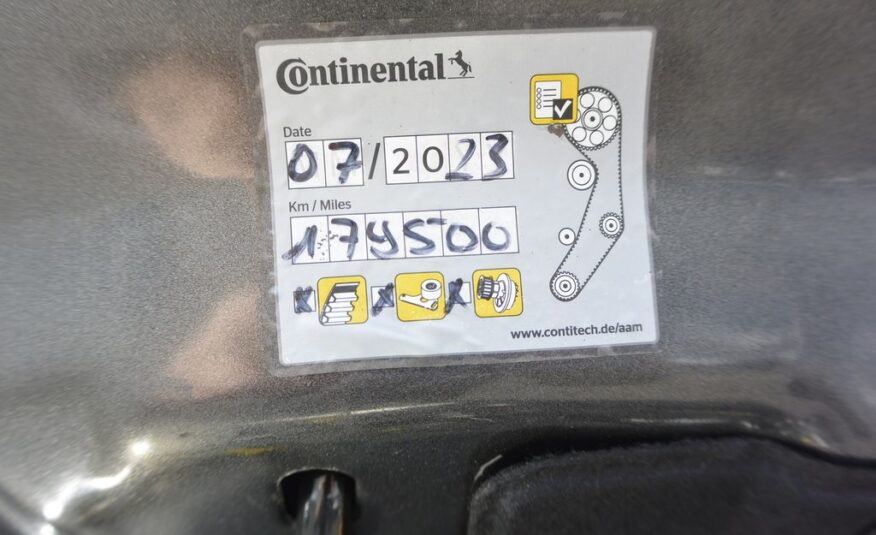 Continental
Date
07/2023
Km / Miles
179500
x x x
www.contitech.de/aam